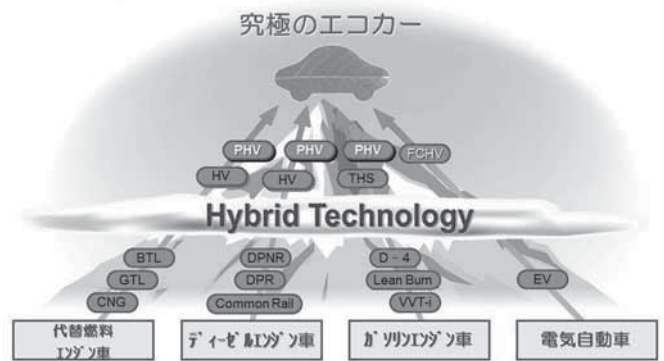 究極のエコカー
PHV PHV PHV FCHV
HV HV THS
Hybrid Technology
BTL DPNR D-4
GTL DPR Lean Burn EV
CNG Common Rail VVT-i
代替燃料
エンジン車
ディーゼルエンジン車
ガソリンエンジン車
電気自動車